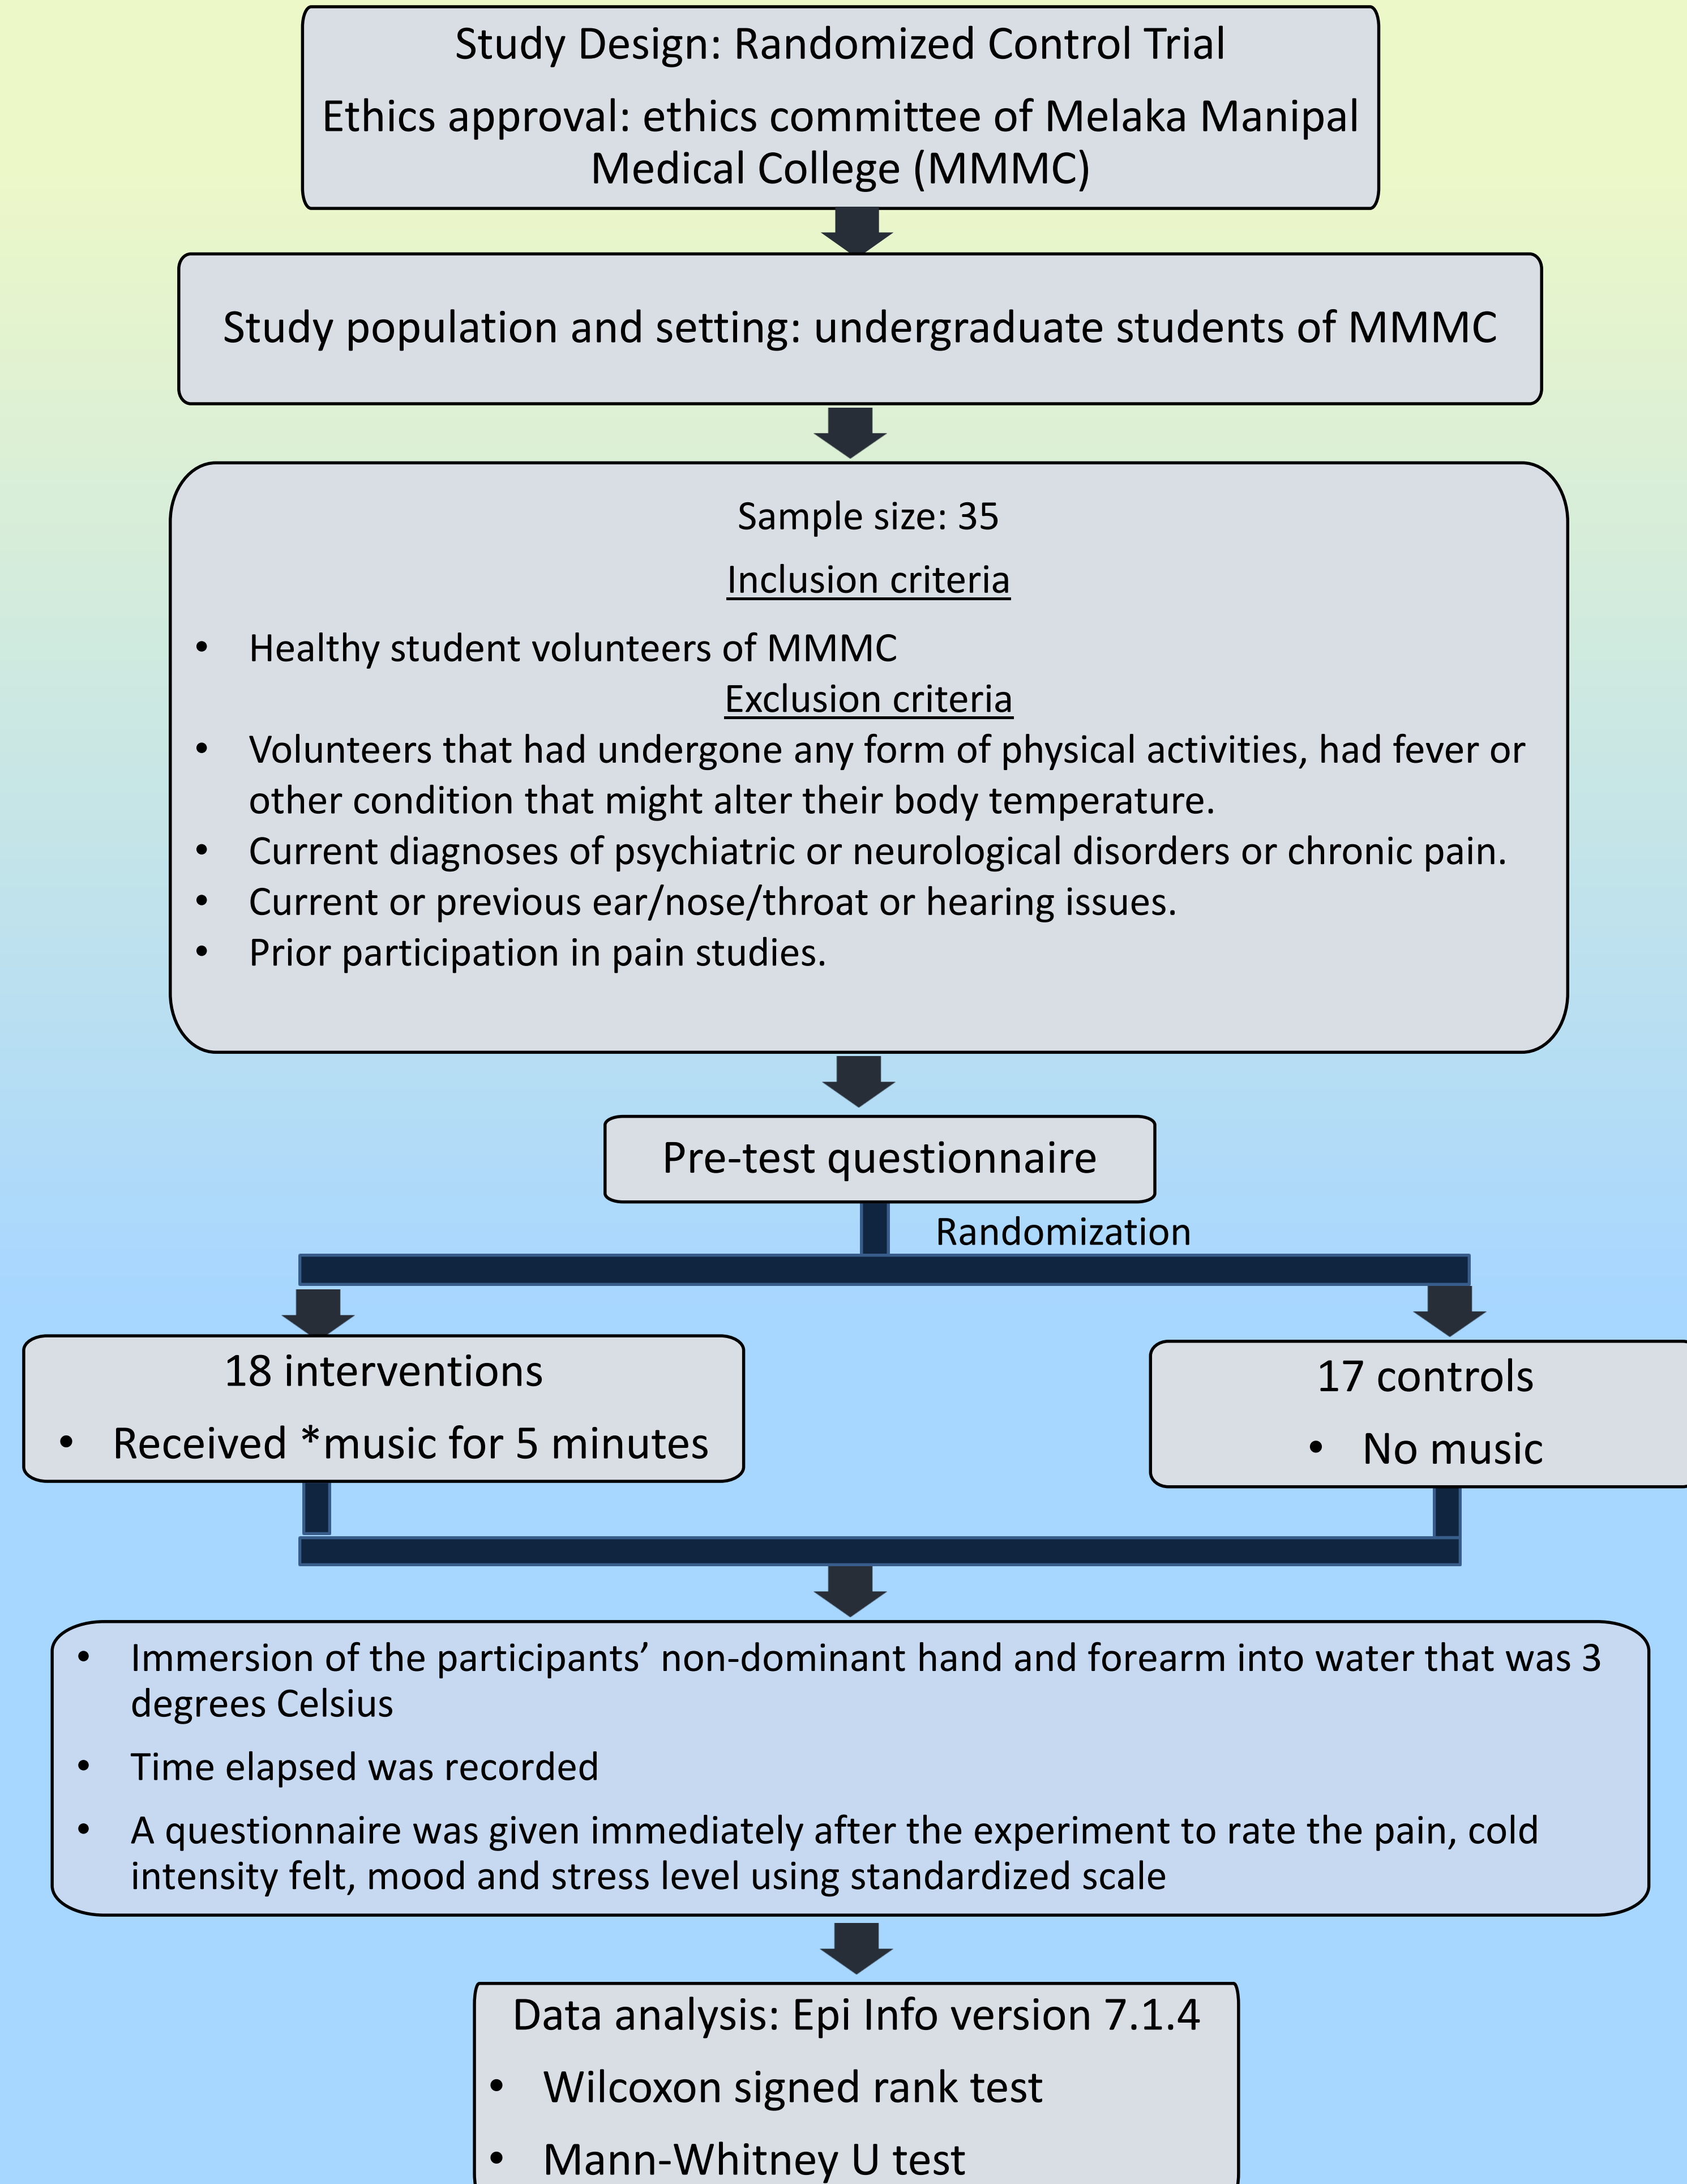 Study Design: Randomized Control Trial
Ethics approval: ethics committee of Melaka Manipal
Medical College (MMMC)
Study population and setting: undergraduate students of MMMC
Sample size: 35
Inclusion criteria
• Healthy student volunteers of MMMC
Exclusion criteria
• Volunteers that had undergone any form of physical activities, had fever or
other condition that might alter their body temperature.
• Current diagnoses of psychiatric or neurological disorders or chronic pain.
• Current or previous ear/nose/throat or hearing issues.
• Prior participation in pain studies.
Pre-test questionnaire
Randomization
18 interventions
• Received *music for 5 minutes
17 controls
• No music
• Immersion of the participants’ non-dominant hand and forearm into water that was 3
degrees Celsius
• Time elapsed was recorded
• A questionnaire was given immediately after the experiment to rate the pain, cold
intensity felt, mood and stress level using standardized scale
Data analysis: Epi Info version 7.1.4
• Wilcoxon signed rank test
• Mann-Whitney U test